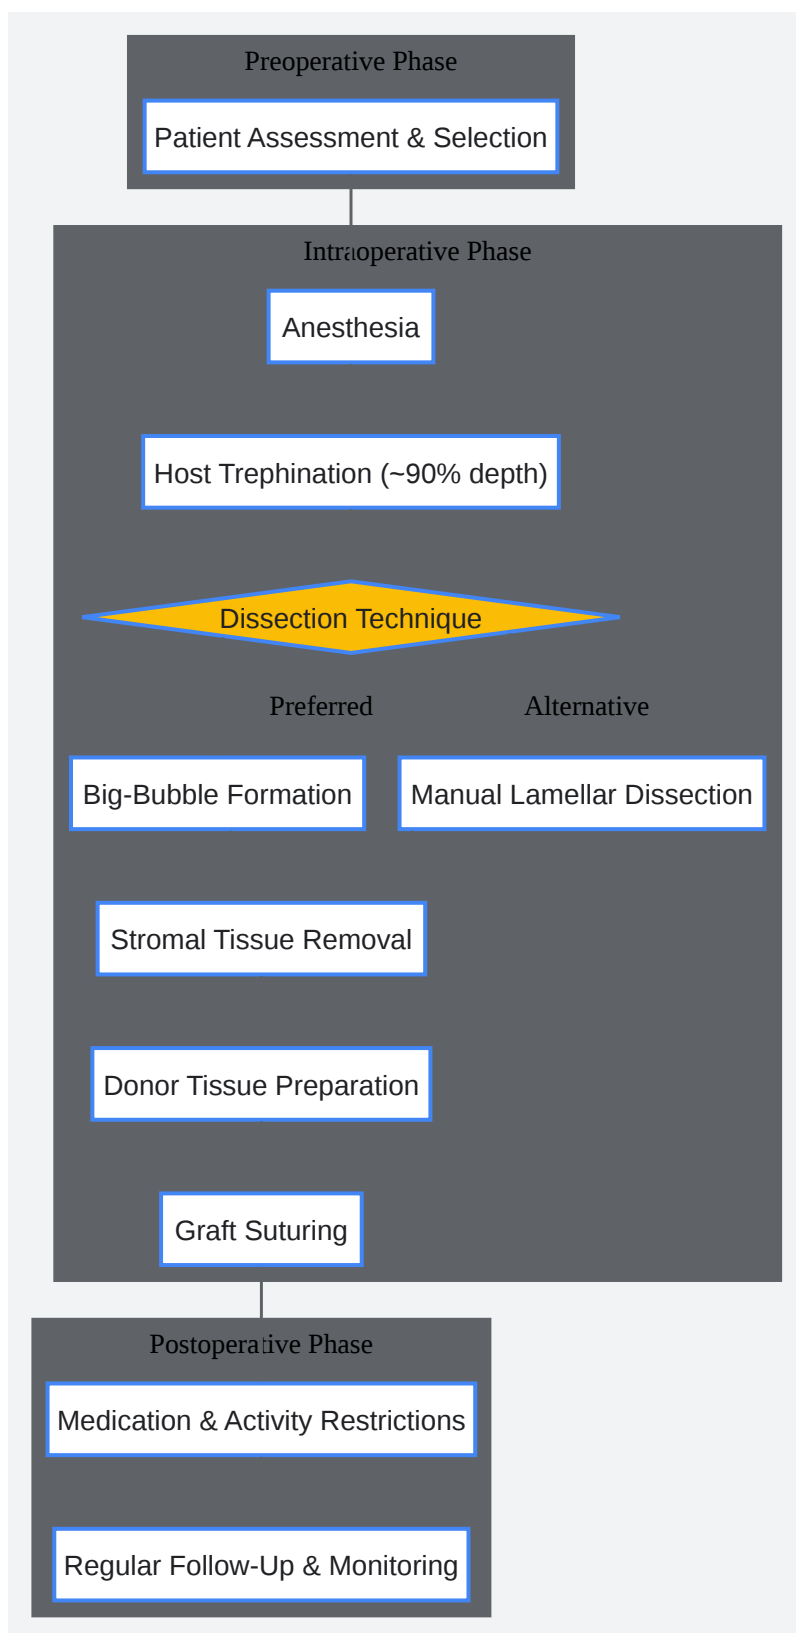 Preoperative Phase
Patient Assessment & Selection
Intraoperative Phase
Anesthesia
Host Trephination (~90% depth)
Dissection Technique
Preferred
Alternative
Big-Bubble Formation
Manual Lamellar Dissection
Stromal Tissue Removal
Donor Tissue Preparation
Graft Suturing
Postoperative Phase
Medication & Activity Restrictions
Regular Follow-Up & Monitoring